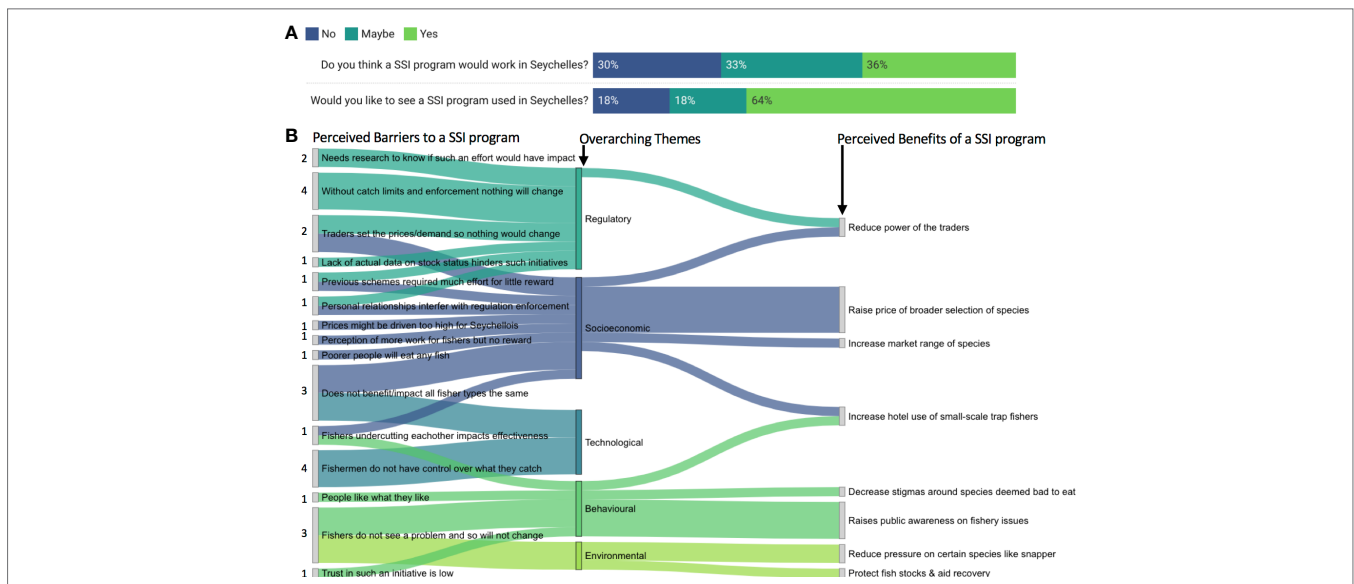 A No Maybe Yes
Do you think a SSI program would work in Seychelles? 30% 33% 36%
Would you like to see a SSI program used in Seychelles? 18% 18% 64%
B Perceived Barriers to a SSI program Overarching Themes Perceived Benefits of a SSI program
2 Needs research to know if such an effort would have impact
4 Without catch limits and enforcement nothing will change
Regulatory
Reduce power of the traders
2 Traders set the prices/demand so nothing would change
1 Lack of actual data on stock status hinders such initiatives
1 Previous schemes required much effort for little reward
1 Personal relationships interfer with regulation enforcement
Raise price of broader selection of species
1 Prices might be driven too high for Seychellois
Socioeconomic
1 Perception of more work for fishers but no reward
Increase market range of species
1 Poorer people will eat any fish
3 Does not benefit/impact all fisher types the same
Increase hotel use of small-scale trap fishers
1 Fishers undercutting eachother impacts effectiveness
Technological
4 Fishermen do not have control over what they catch
1 People like what they like
Decrease stigmas around species deemed bad to eat
Behavioural
Raises public awareness on fishery issues
3 Fishers do not see a problem and so will not change
Environmental
Reduce pressure on certain species like snapper
1 Trust in such an initiative is low
Protect fish stocks & aid recovery